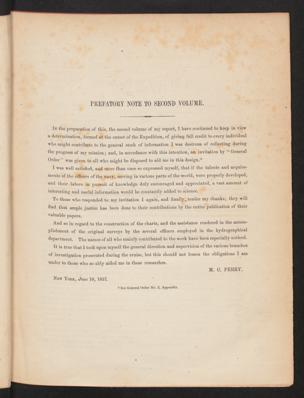 PREFATORY NOTE TO SECOND VOLUME.
In the preparation of this, the second volume of my report, I have continued to keep in view
a determination, formed at the outset of the Expedition, of giving full credit to every individual
who might contribute to the general stock of information I was desirous of collecting during
the progress of my mission; and, in accordance with this intention, an invitation by "General
Order" was given to all who might be disposed to aid me in this design.*
I was well satisfied, and more than once so expressed myself, that if the talents and acquire-
ments of the officers of the navy, serving in various parts of the world, were properly developed,
and their labors in pursuit of knowledge duly encouraged and appreciated, a vast amount of
interesting and useful information would be constantly added to science.
To those who responded to my invitation I again, and finally, tender my thanks; they will
find that ample justice has been done to their contributions by the entire publication of their
valuable papers.
And so in regard to the construction of the charts, and the assistance rendered in the accom-
plishment of the original surveys by the several officers employed in the hydrographical
department. The names of all who mainly contributed to the work have been especially noticed.
It is true that I took upon myself the general direction and supervision of the various branches
of investigation prosecuted during the cruise, but this should not lessen the obligations I am
under to those who so ably aided me in these researches.
M. C. PERRY.
New York, June 10, 1857.
*See General Order No. 2, Appendix.